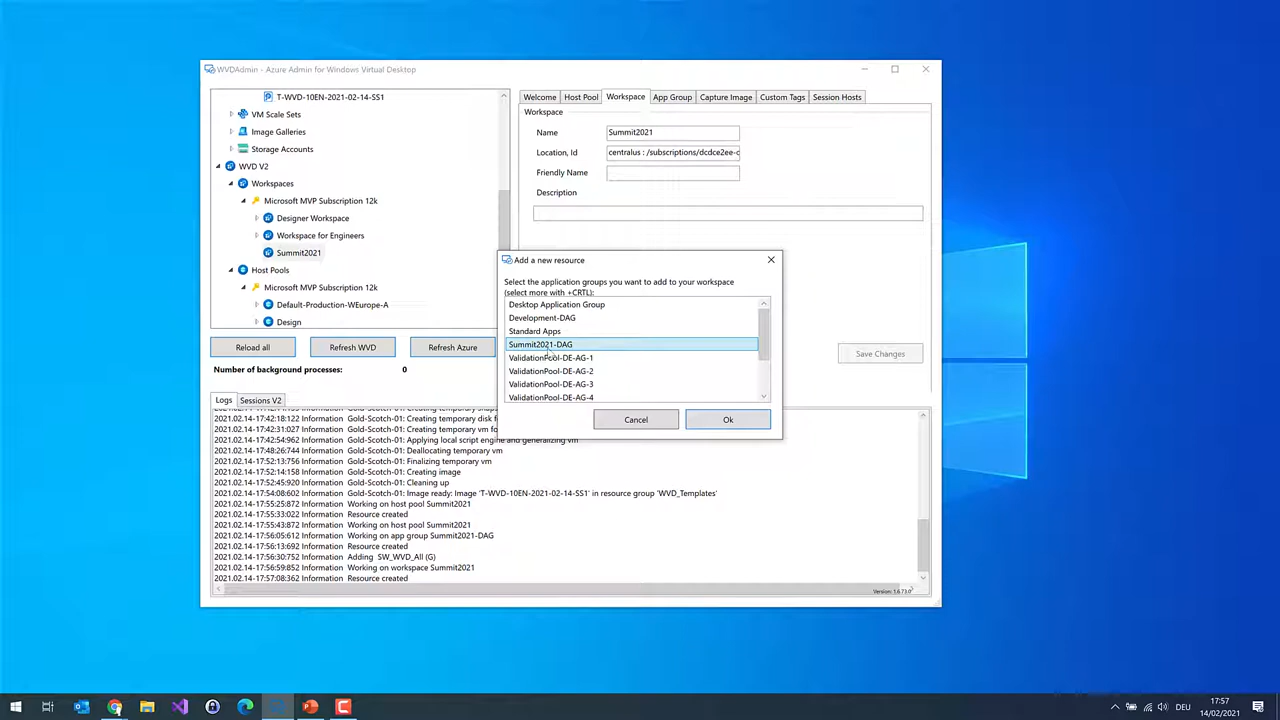 WVDAdmin - Azure Admin for Windows Virtual Desktop
T-WVD-10EN-2021-02-14-SS1
VM Scale Sets
Image Galleries
Storage Accounts
WVD V2
Workspaces
Microsoft MVP Subscription 12k
Designer Workspace
Workspace for Engineers
Summit2021
Host Pools
Microsoft MVP Subscription 12k
Default-Production-WEurope-A
Design
Reload all
Refresh WVD
Refresh Azure
Number of background processes: 0
Welcome
Host Pool
Workspace
App Group
Capture Image
Custom Tags
Session Hosts
Workspace
Name
Summit2021
Location, Id
centralus : /subscriptions/dcdce2ee-c
Friendly Name
Description
Save Changes
Add a new resource
Select the application groups you want to add to your workspace
(select more with +CRTL):
Desktop Application Group
Development-DAG
Standard Apps
Summit2021-DAG
ValidationPool-DE-AG-1
ValidationPool-DE-AG-2
ValidationPool-DE-AG-3
ValidationPool-DE-AG-4
Cancel
Ok
Logs
Sessions V2
2021.02.14-17:42:18:122 Information Gold-Scotch-01: Creating temporary disk f
2021.02.14-17:42:31:027 Information Gold-Scotch-01: Creating temporary vm fo
2021.02.14-17:42:54:962 Information Gold-Scotch-01: Applying local script engine and generalizing vm
2021.02.14-17:48:26:744 Information Gold-Scotch-01: Deallocating temporary vm
2021.02.14-17:52:13:756 Information Gold-Scotch-01: Finalizing temporary vm
2021.02.14-17:52:14:158 Information Gold-Scotch-01: Creating image
2021.02.14-17:52:45:920 Information Gold-Scotch-01: Cleaning up
2021.02.14-17:54:08:602 Information Gold-Scotch-01: Image ready: Image 'T-WVD-10EN-2021-02-14-SS1' in resource group 'WVD_Templates'
2021.02.14-17:55:25:872 Information Working on host pool Summit2021
2021.02.14-17:55:33:022 Information Resource created
2021.02.14-17:55:43:872 Information Working on host pool Summit2021
2021.02.14-17:56:05:612 Information Working on app group Summit2021-DAG
2021.02.14-17:56:13:692 Information Resource created
2021.02.14-17:56:30:752 Information Adding SW_WVD_All (G)
2021.02.14-17:56:59:852 Information Working on workspace Summit2021
2021.02.14-17:57:08:362 Information Resource created
Version: 1.6.73.0
DEU
17:57
14/02/2021